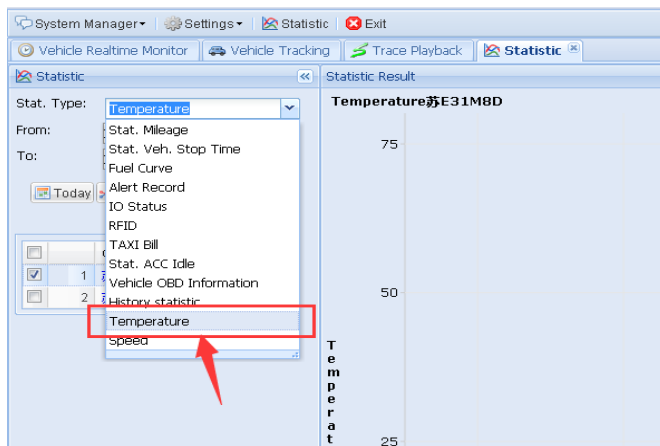 System Manager Settings Statistic Exit
Vehicle Realtime Monitor Vehicle Tracking Trace Playback Statistic
Statistic
Statistic Result
Stat. Type: Temperature
From:
To:
Today
Stat. Mileage
Stat. Veh. Stop Time
Fuel Curve
Alert Record
IO Status
RFID
TAXI Bill
Stat. ACC Idle
Vehicle OBD Information
History statistic
Temperature
Speed
1
2
Temperature苏E31M8D
75
50
25
Temperat